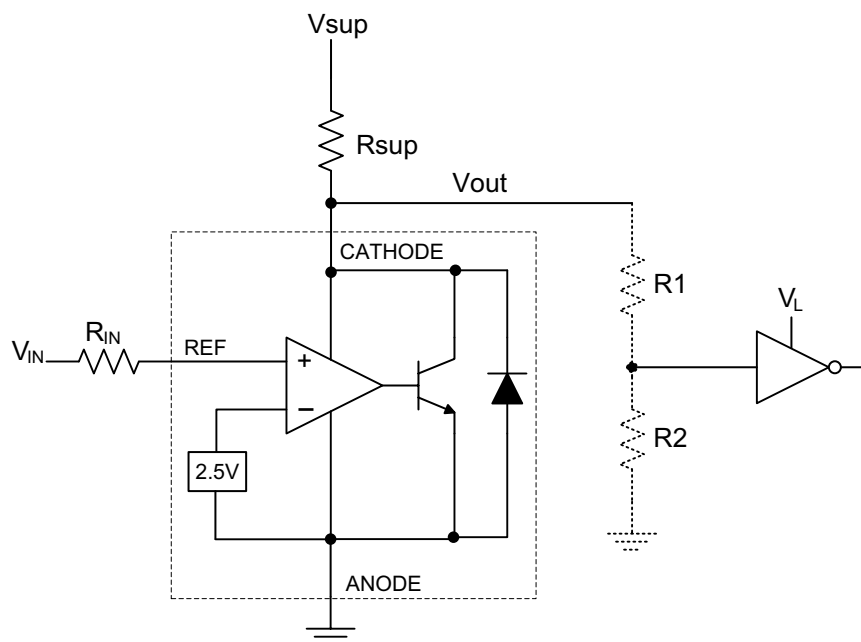 Vsup
Rsup
Vout
CATHODE
R1
RIN
VL
VIN
REF
+
−
R2
2.5V
ANODE